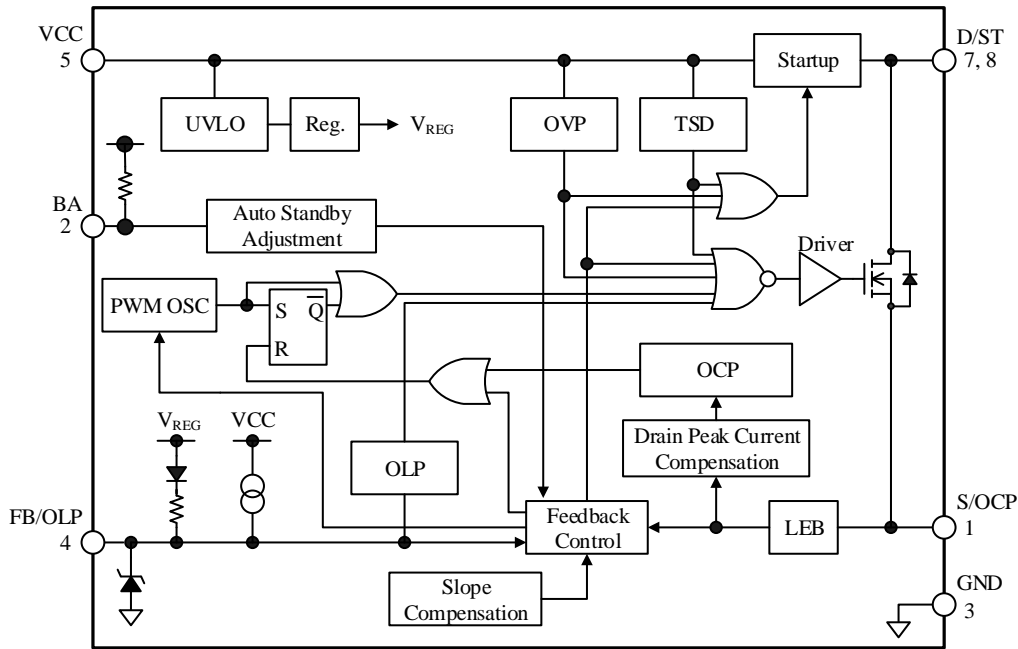 VCC
5
D/ST
7, 8
Startup
UVLO
Reg.
VREG
OVP
TSD
BA
2
Auto Standby
Adjustment
Driver
PWM OSC
S
Q
R
OCP
VREG
VCC
OLP
Drain Peak Current
Compensation
FB/OLP
4
Feedback
Control
LEB
S/OCP
1
Slope
Compensation
GND
3